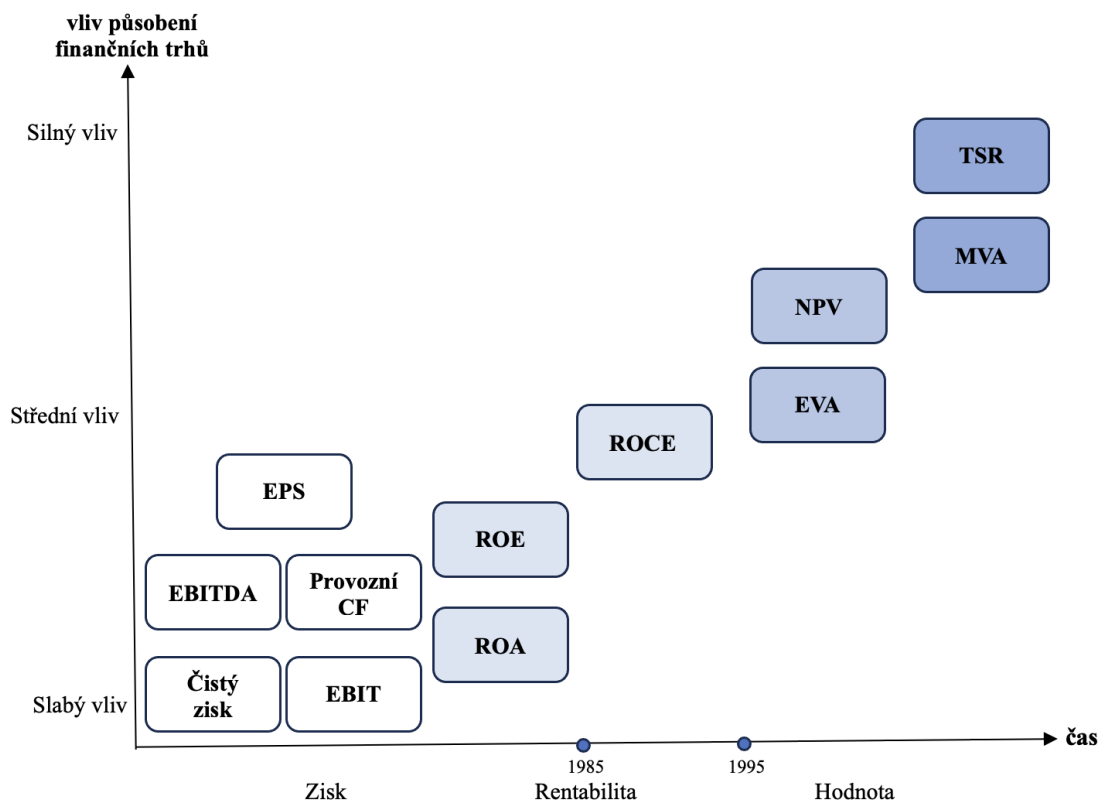 vliv působení
finančních trhů
Silný vliv
TSR
MVA
NPV
Střední vliv
EVA
ROCE
EPS
ROE
EBITDA
Provozní
CF
ROA
Slabý vliv
Čistý
zisk
EBIT
čas
1985
1995
Zisk
Rentabilita
Hodnota